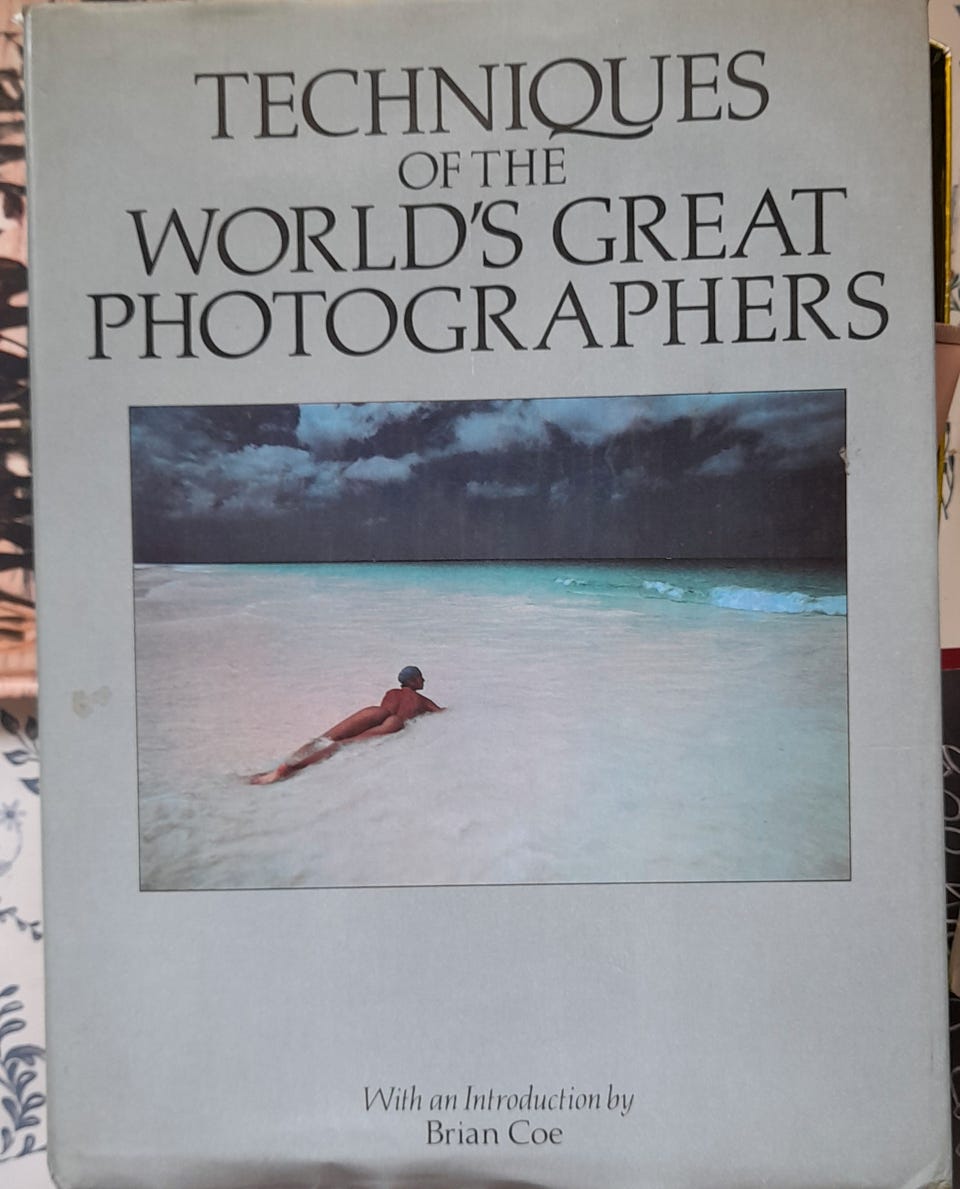 TECHNIQUES
OF THE
WORLD'S GREAT
PHOTOGRAPHERS
With an Introduction by
Brian Coe